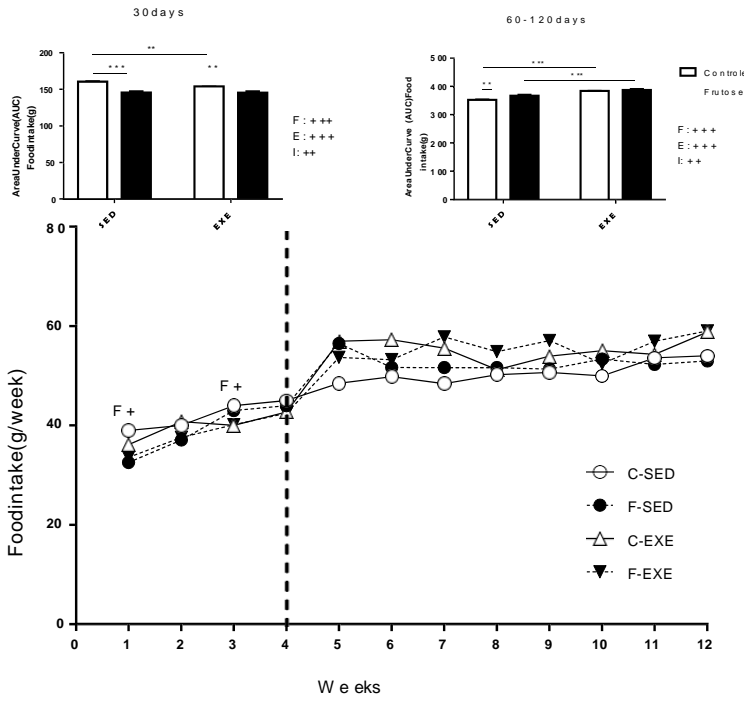 30days
60-120days
200
150
100
50
0
AreaUnderCurve(AUC)
Foodintake(g)
**
***
**
SED
EXE
F: +++
E: +++
I: ++
500
400
300
200
100
0
AreaUnderCurve (AUC)Food
intake(g)
***
***
**
SED
EXE
Controle
Frutose
F: +++
E: +++
I: ++
80
60
40
20
0
Foodintake(g/week)
F +
F +
C-SED
F-SED
C-EXE
F-EXE
0 1 2 3 4 5 6 7 8 9 10 11 12
Weeks